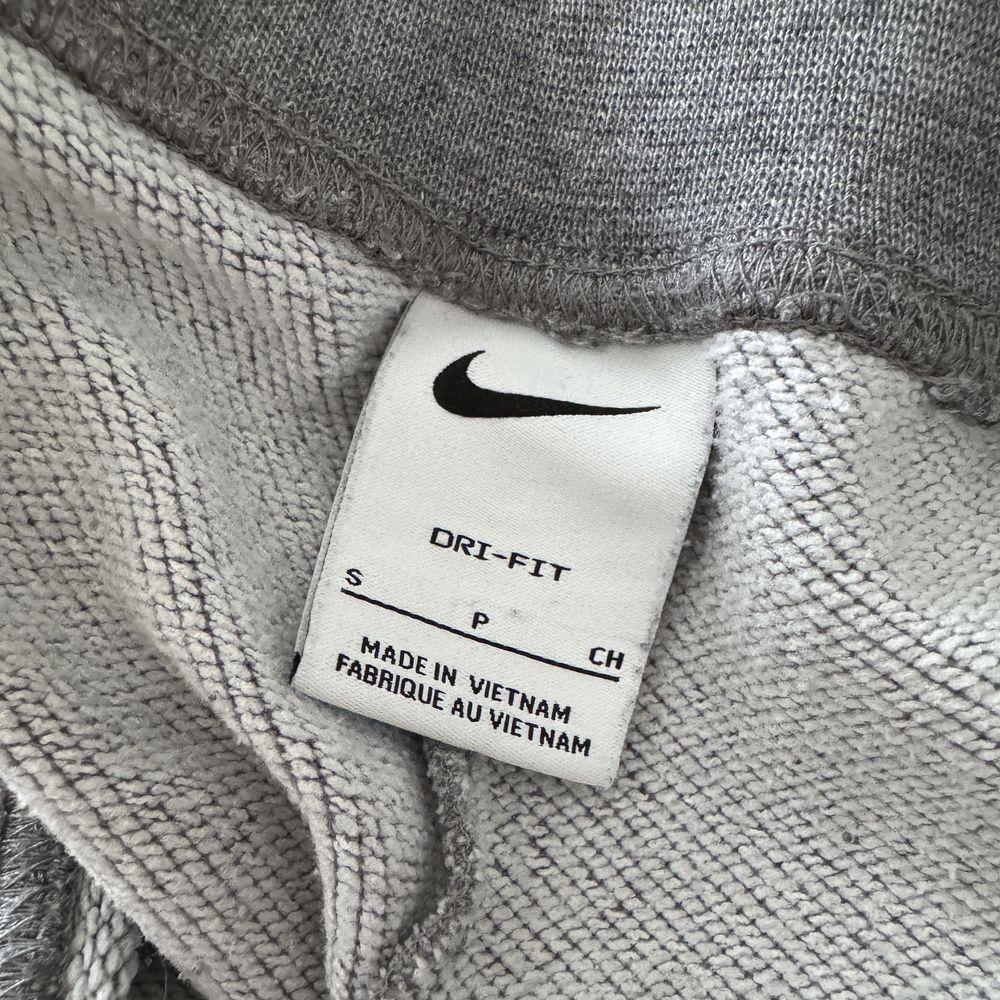 DRI-FIT
S P CH
MADE IN VIETNAM
FABRIQUE AU VIETNAM